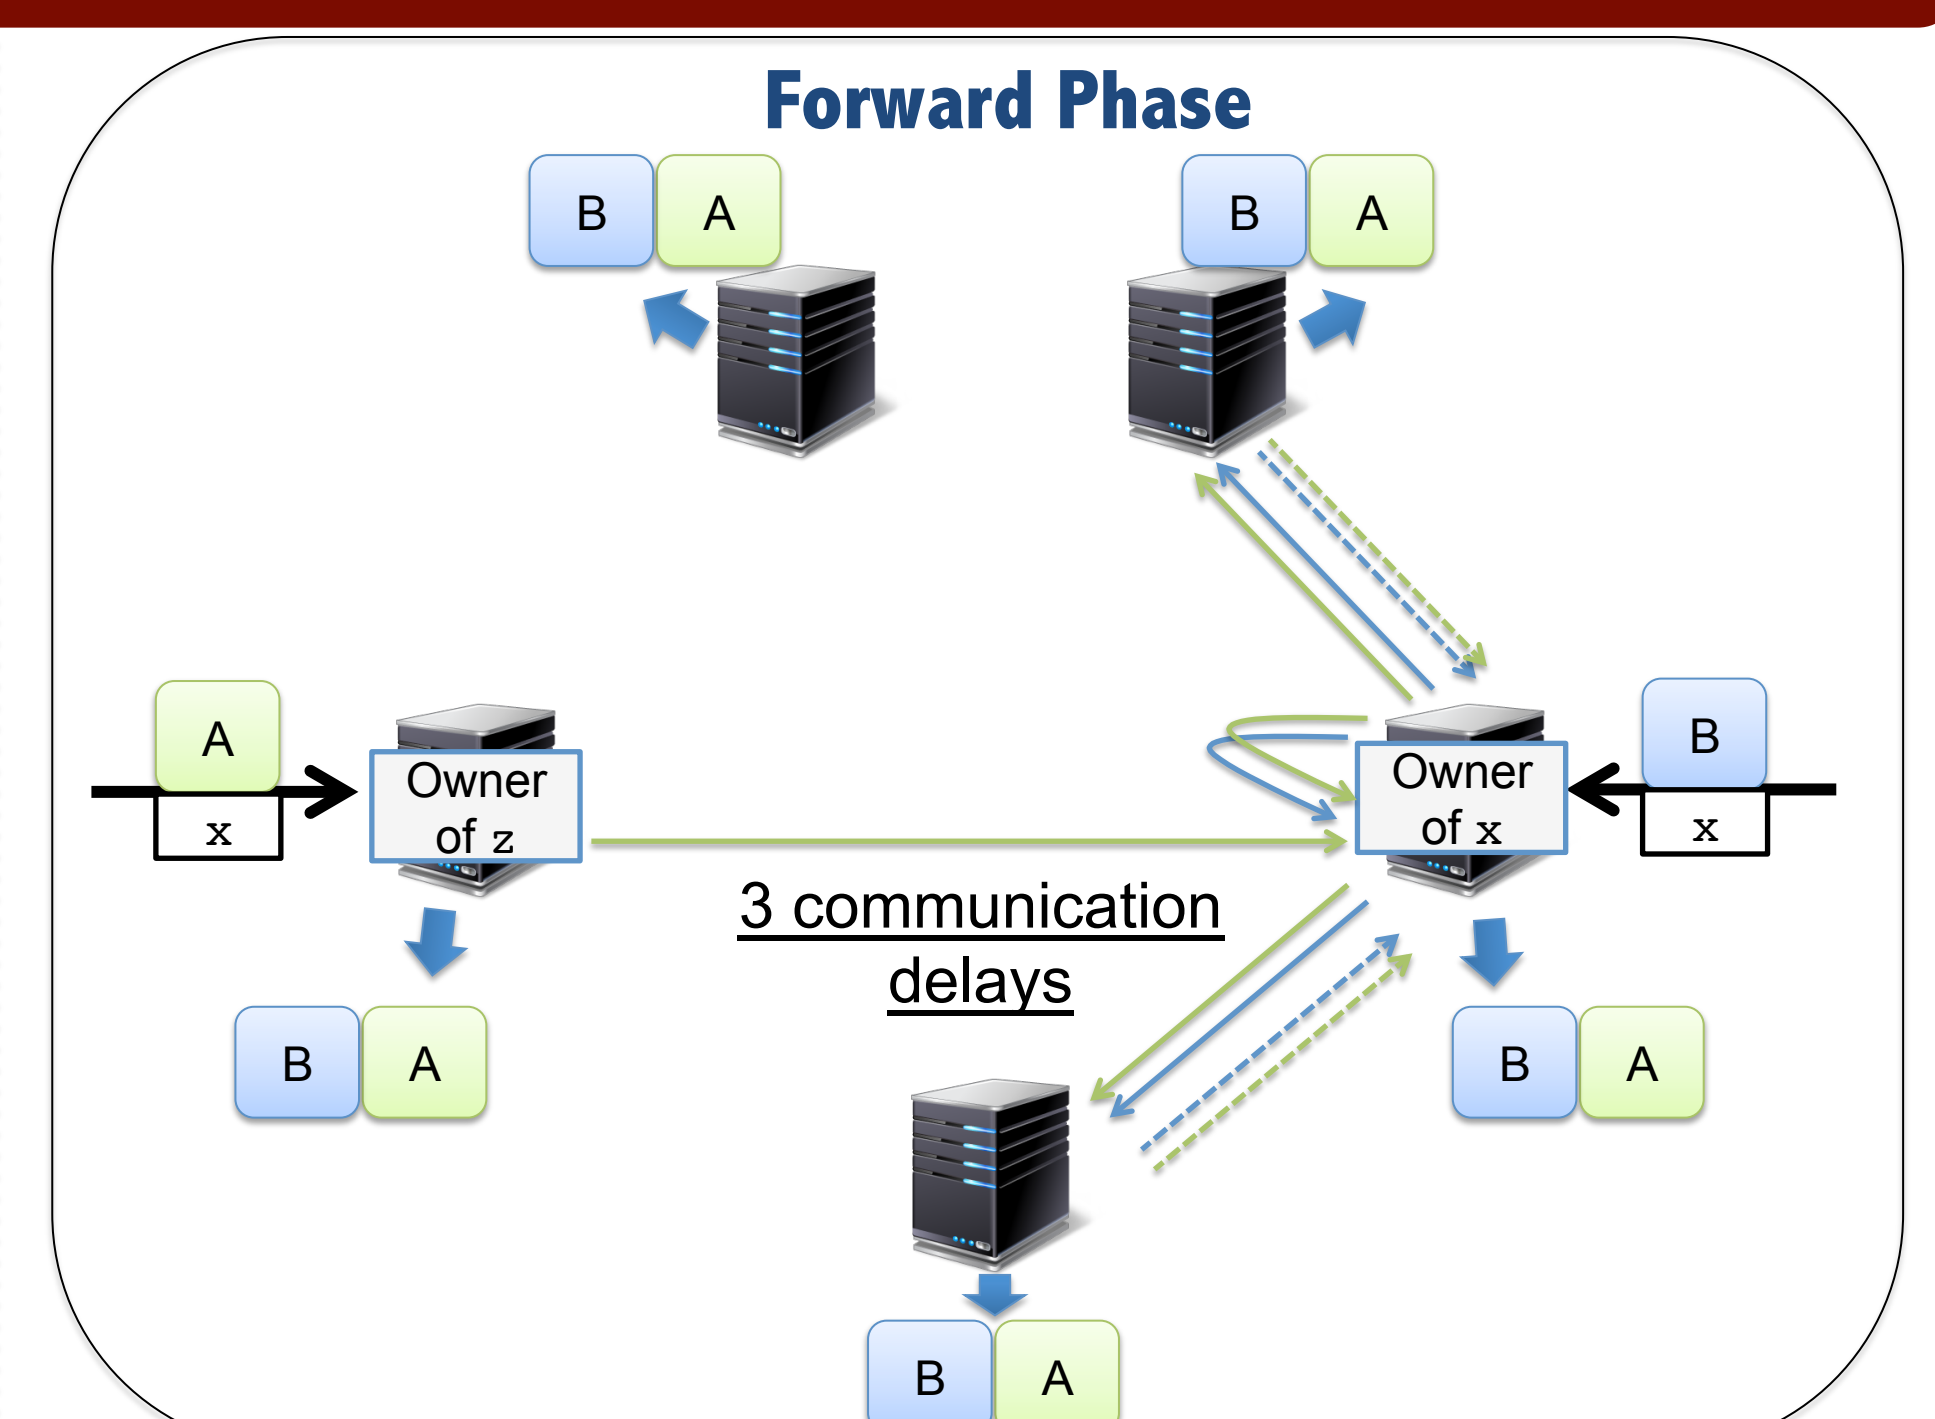 Forward Phase
B A
B A
A
x
Owner
of z
Owner
of x
B
x
3 communication
delays
B A
B A
B A